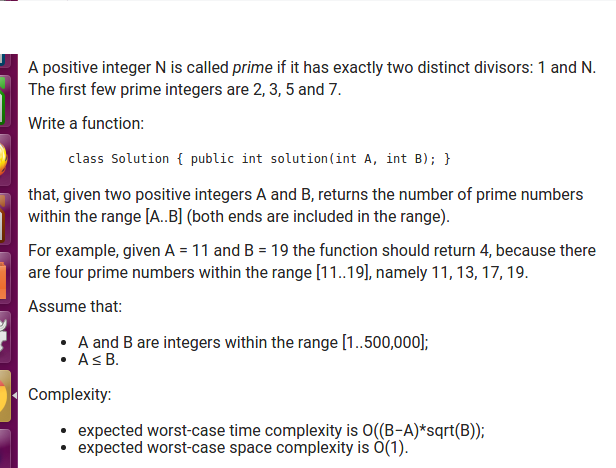 A positive integer N is called prime if it has exactly two distinct divisors: 1 and N.
The first few prime integers are 2, 3, 5 and 7.
Write a function:
class Solution { public int solution(int A, int B); }
that, given two positive integers A and B, returns the number of prime numbers
within the range [A..B] (both ends are included in the range).
For example, given A = 11 and B = 19 the function should return 4, because there
are four prime numbers within the range [11..19], namely 11, 13, 17, 19.
Assume that:
• A and B are integers within the range [1..500,000];
• A ≤ B.
Complexity:
• expected worst-case time complexity is O((B−A)*sqrt(B));
• expected worst-case space complexity is O(1).